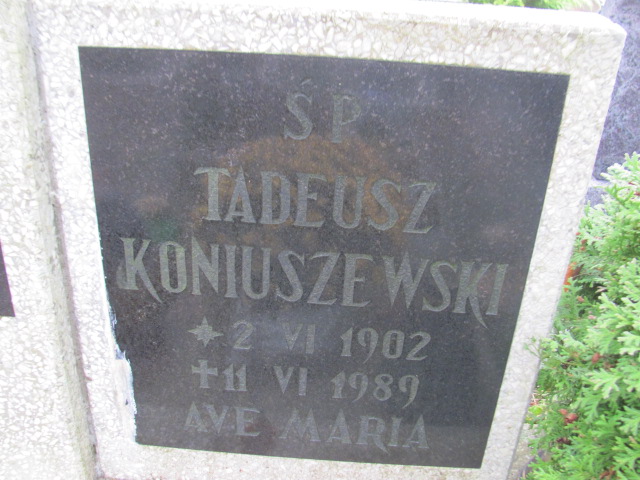 ŚP
TADEUSZ
KONIUSZEWSKI
* 2 VI 1902
† 11 VI 1989
AVE MARIA